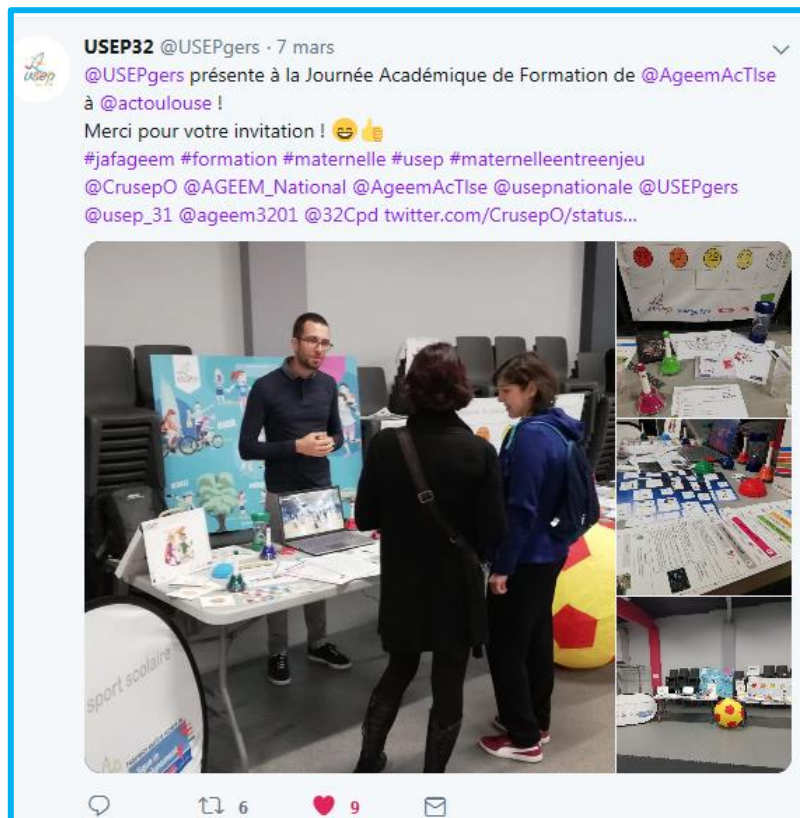 USEP32 @USEPgers · 7 mars
@USEPgers présente à la Journée Académique de Formation de @AgeemAcTlse
à @actoulouse !
Merci pour votre invitation ! 😄👍
#jafageem #formation #maternelle #usep #maternelleentreenjeu
@CrusepO @AGEEM_National @AgeemAcTlse @usepnationale @USEPgers
@usep_31 @ageem3201 @32Cpd twitter.com/CrusepO/status...
usep
usep
sport scolaire
6
9